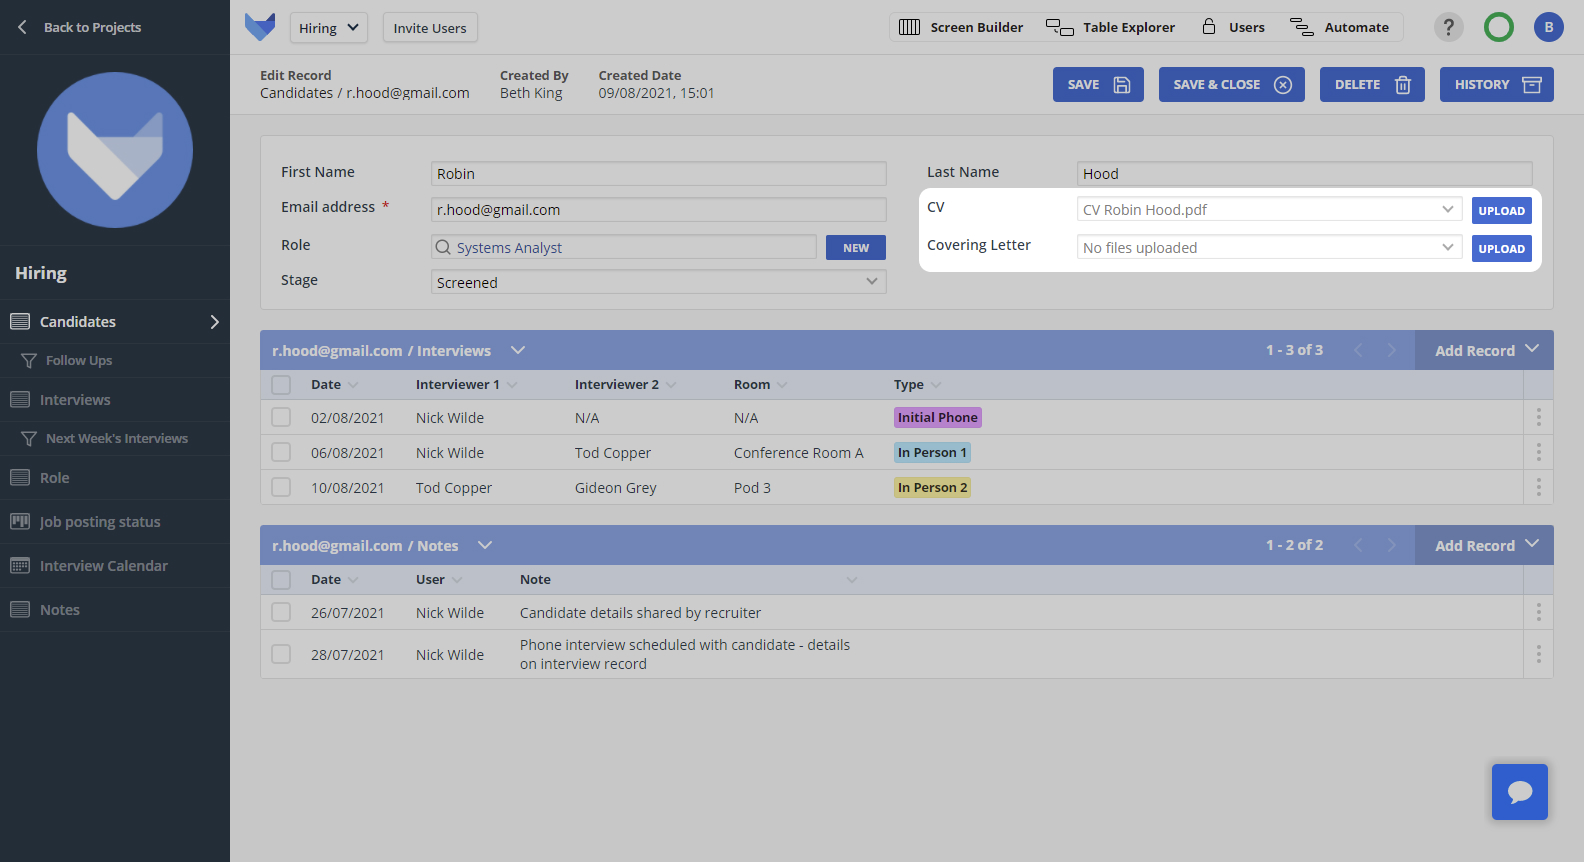 Back to Projects
Hiring
Invite Users
Screen Builder
Table Explorer
Users
Automate
?
B
Edit Record
Candidates / r.hood@gmail.com
Created By
Beth King
Created Date
09/08/2021, 15:01
SAVE
SAVE & CLOSE
DELETE
HISTORY
Hiring
Candidates
Follow Ups
Interviews
Next Week's Interviews
Role
Job posting status
Interview Calendar
Notes
First Name
Robin
Last Name
Hood
Email address *
r.hood@gmail.com
CV
CV Robin Hood.pdf
UPLOAD
Role
Systems Analyst
NEW
Covering Letter
No files uploaded
UPLOAD
Stage
Screened
r.hood@gmail.com / Interviews
1 - 3 of 3
Add Record
Date Interviewer 1 Interviewer 2 Room Type
02/08/2021 Nick Wilde N/A N/A Initial Phone
06/08/2021 Nick Wilde Tod Copper Conference Room A In Person 1
10/08/2021 Tod Copper Gideon Grey Pod 3 In Person 2
r.hood@gmail.com / Notes
1 - 2 of 2
Add Record
Date User Note
26/07/2021 Nick Wilde Candidate details shared by recruiter
28/07/2021 Nick Wilde Phone interview scheduled with candidate - details
on interview record